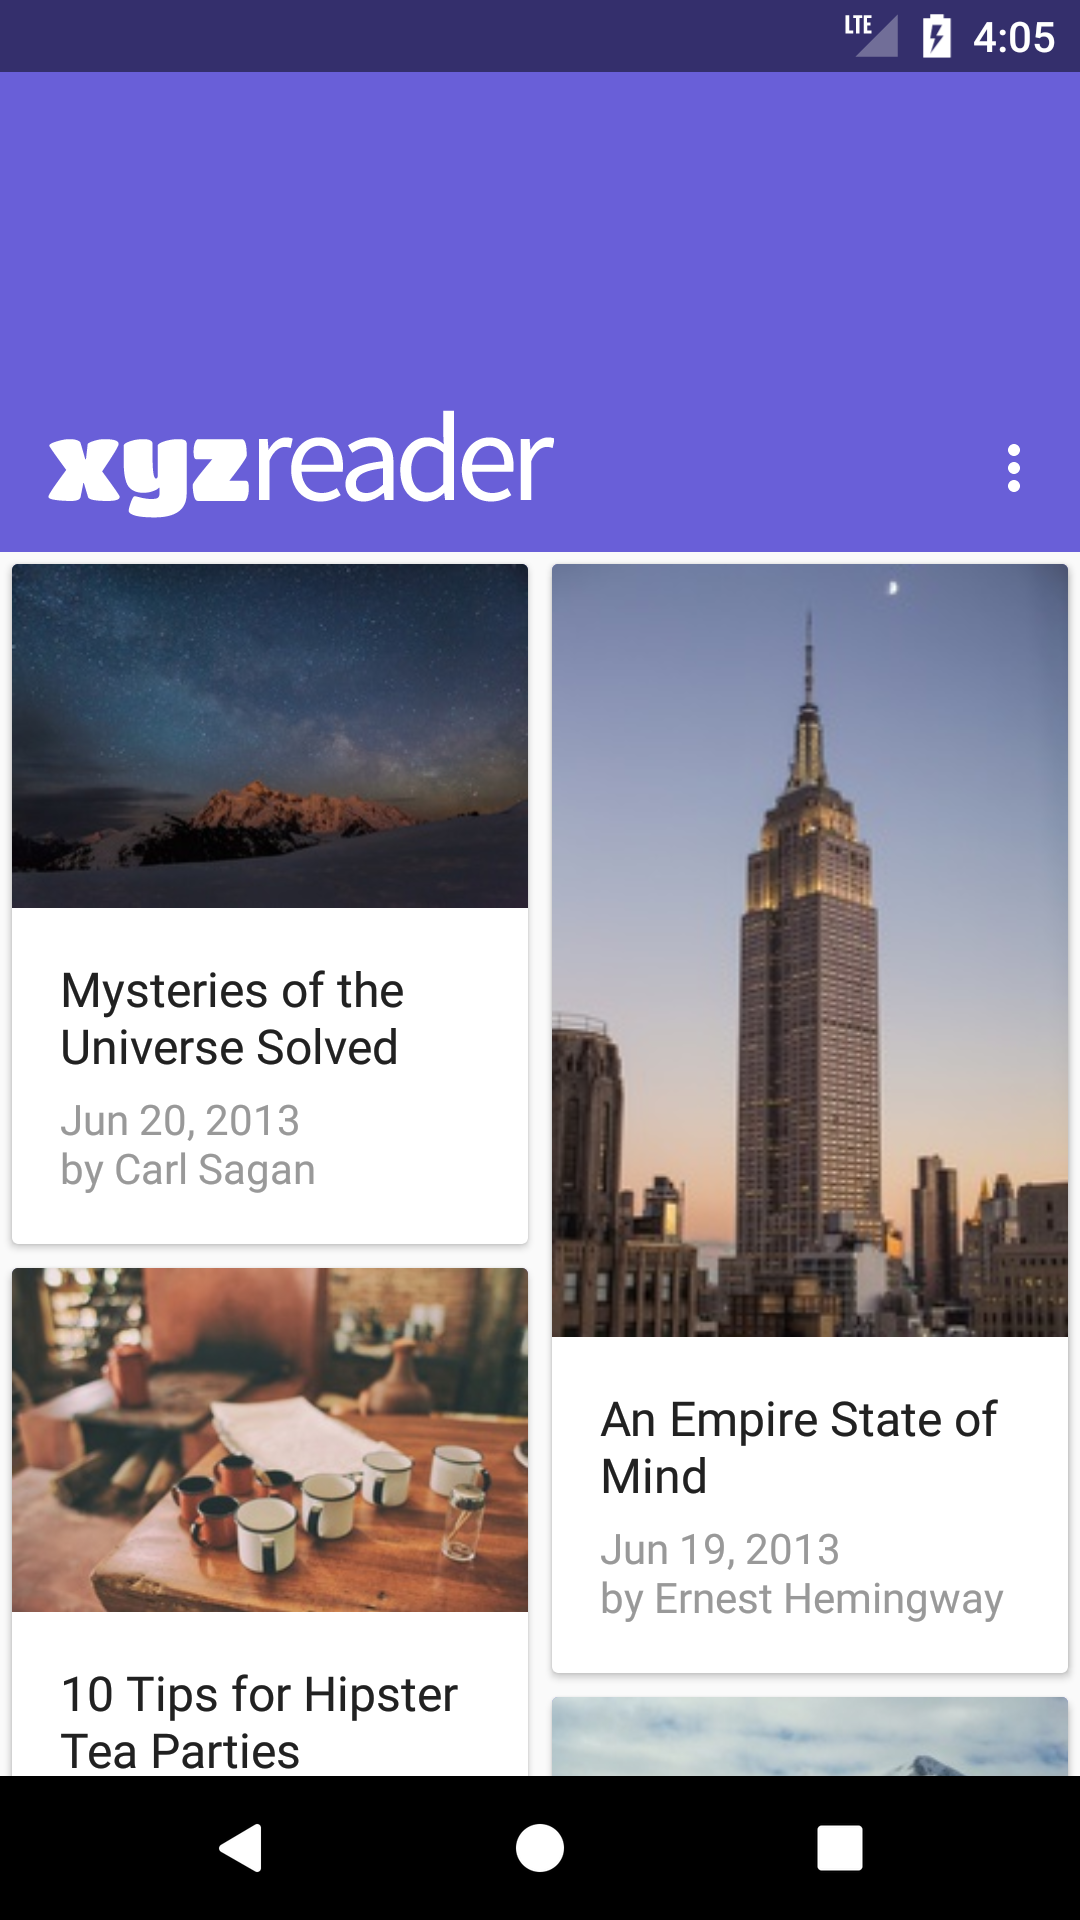 LTE
4:05
xyzreader
Mysteries of the
Universe Solved
Jun 20, 2013
by Carl Sagan
An Empire State of
Mind
Jun 19, 2013
by Ernest Hemingway
10 Tips for Hipster
Tea Parties